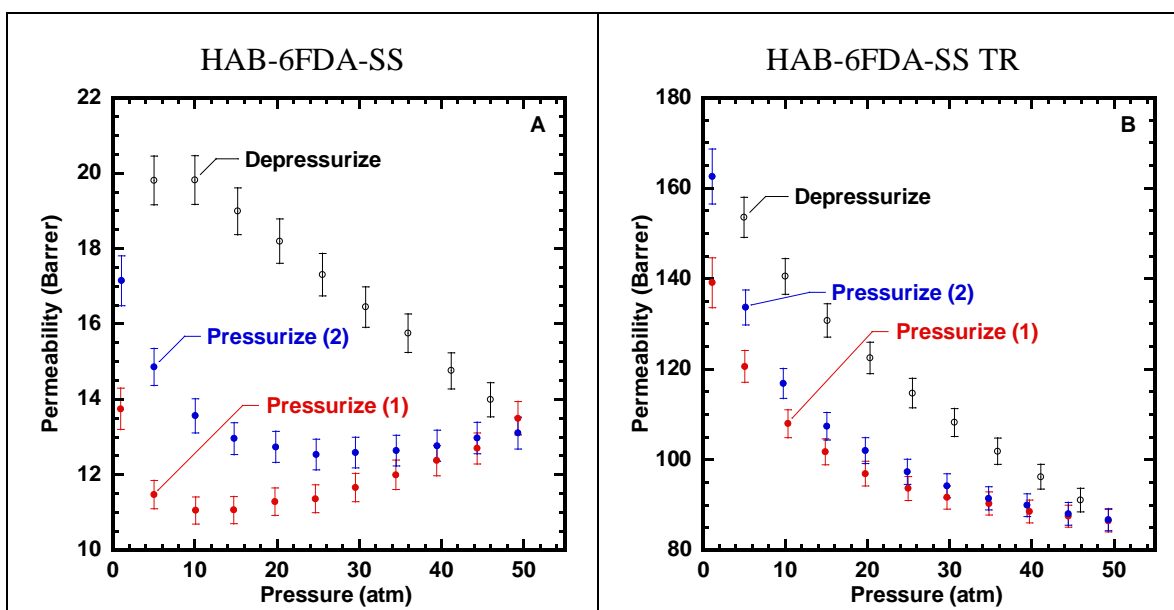 HAB-6FDA-SS
22
20
18
16
14
12
10
Permeability (Barrer)
A
Depressurize
Pressurize (2)
Pressurize (1)
0 10 20 30 40 50
Pressure (atm)
HAB-6FDA-SS TR
180
160
140
120
100
80
Permeability (Barrer)
B
Depressurize
Pressurize (2)
Pressurize (1)
0 10 20 30 40 50
Pressure (atm)